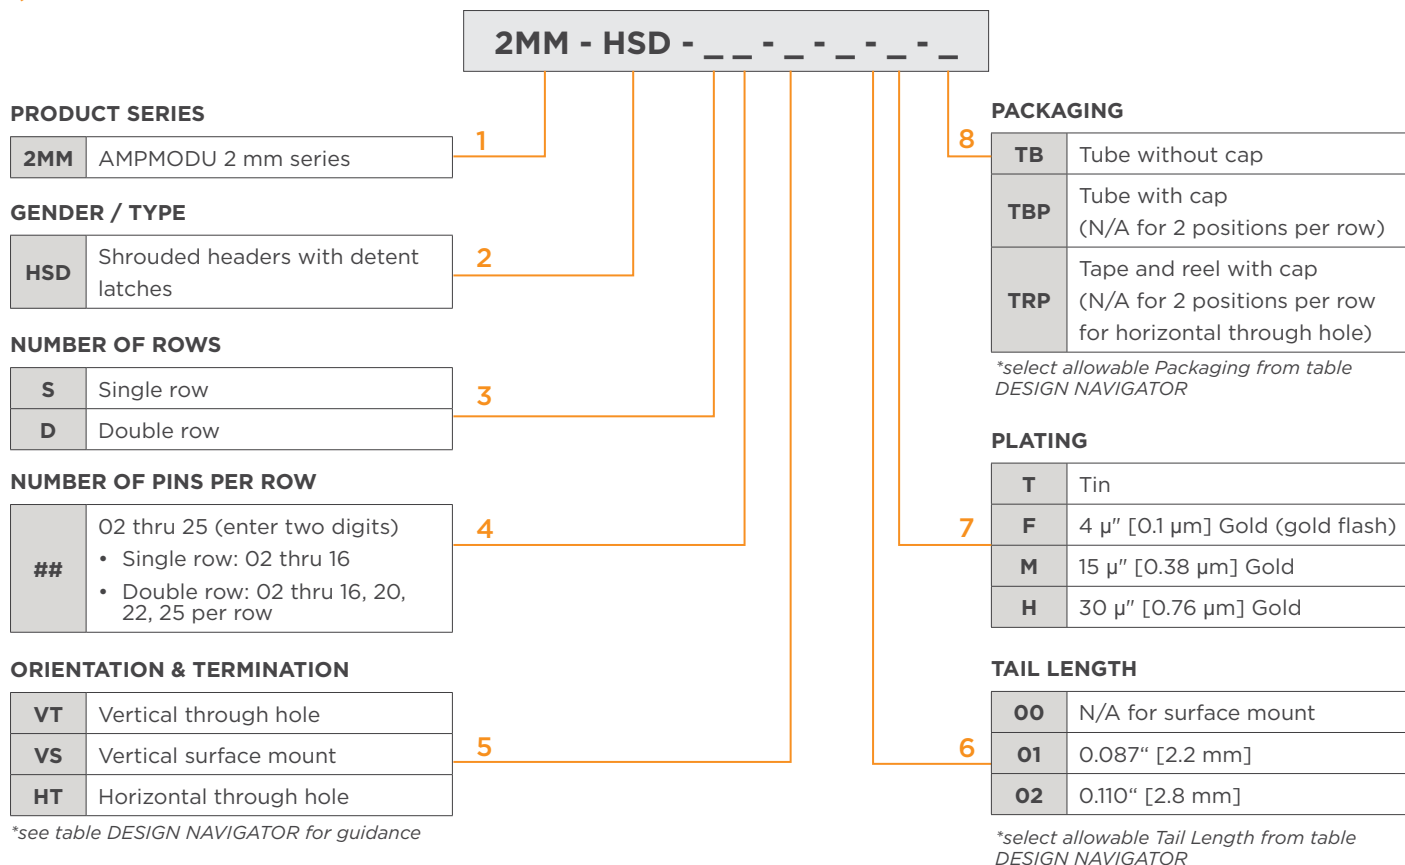 2MM - HSD - _ _ - _ - _ - _ - _
PRODUCT SERIES
1
2MM AMPMODU 2 mm series
GENDER / TYPE
2
HSD Shrouded headers with detent
latches
NUMBER OF ROWS
3
S Single row
D Double row
NUMBER OF PINS PER ROW
4
## 02 thru 25 (enter two digits)
• Single row: 02 thru 16
• Double row: 02 thru 16, 20,
22, 25 per row
ORIENTATION & TERMINATION
5
VT Vertical through hole
VS Vertical surface mount
HT Horizontal through hole
*see table DESIGN NAVIGATOR for guidance
PACKAGING
8
TB Tube without cap
TBP Tube with cap
(N/A for 2 positions per row)
TRP Tape and reel with cap
(N/A for 2 positions per row
for horizontal through hole)
*select allowable Packaging from table
DESIGN NAVIGATOR
PLATING
7
T Tin
F 4 µ" [0.1 µm] Gold (gold flash)
M 15 µ" [0.38 µm] Gold
H 30 µ" [0.76 µm] Gold
TAIL LENGTH
6
00 N/A for surface mount
01 0.087“ [2.2 mm]
02 0.110“ [2.8 mm]
*select allowable Tail Length from table
DESIGN NAVIGATOR